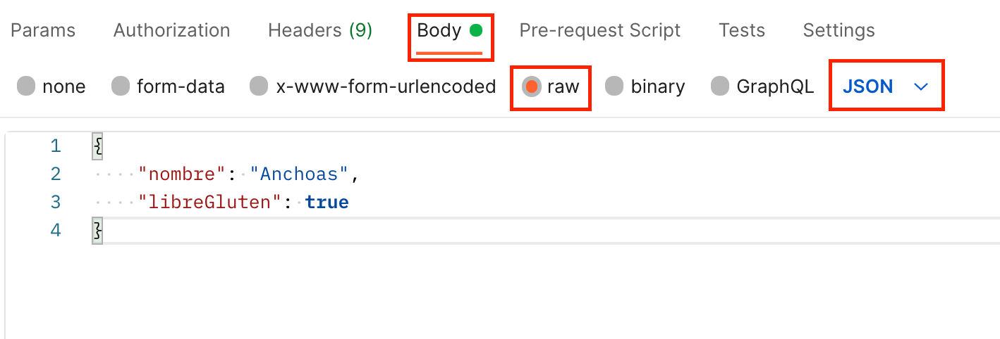 Params Authorization Headers (9) Body Pre-request Script Tests Settings
none form-data x-www-form-urlencoded raw binary GraphQL JSON
1 {
2 "nombre": "Anchoas",
3 "libreGluten": true
4 }